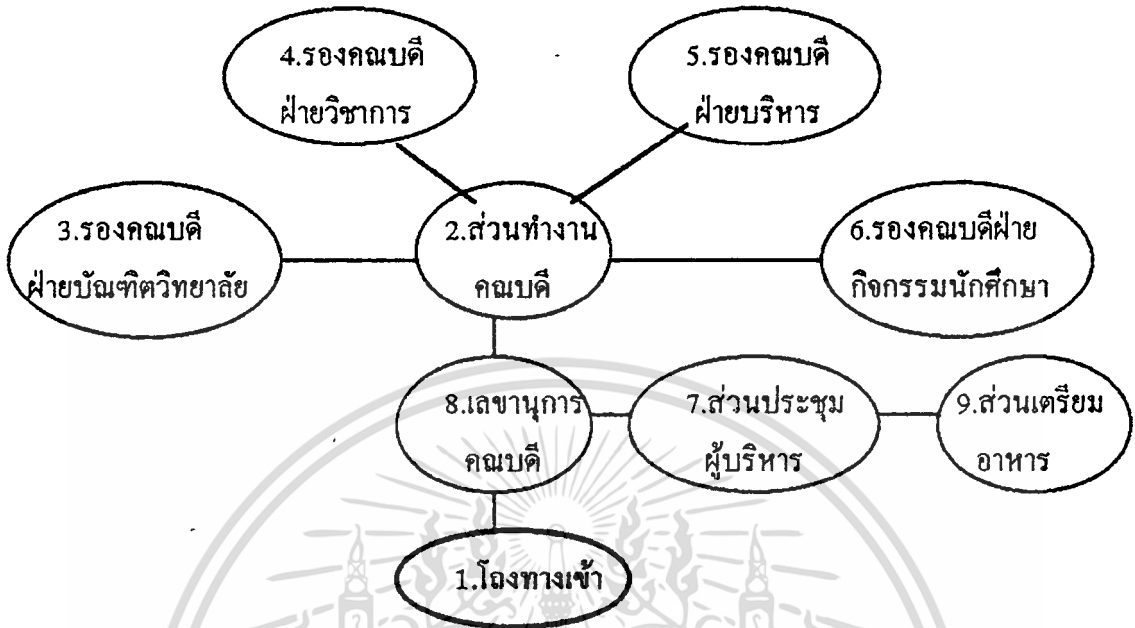 4.รองคณบดี
ฝ่ายวิชาการ
5.รองคณบดี
ฝ่ายบริหาร
3.รองคณบดี
ฝ่ายบัณฑิตวิทยาลัย
2.ส่วนทำงาน
คณบดี
6.รองคณบดีฝ่าย
กิจกรรมนักศึกษา
8.เลขานุการ
คณบดี
7.ส่วนประชุม
ผู้บริหาร
9.ส่วนเตรียม
อาหาร
1.โถงทางเข้า